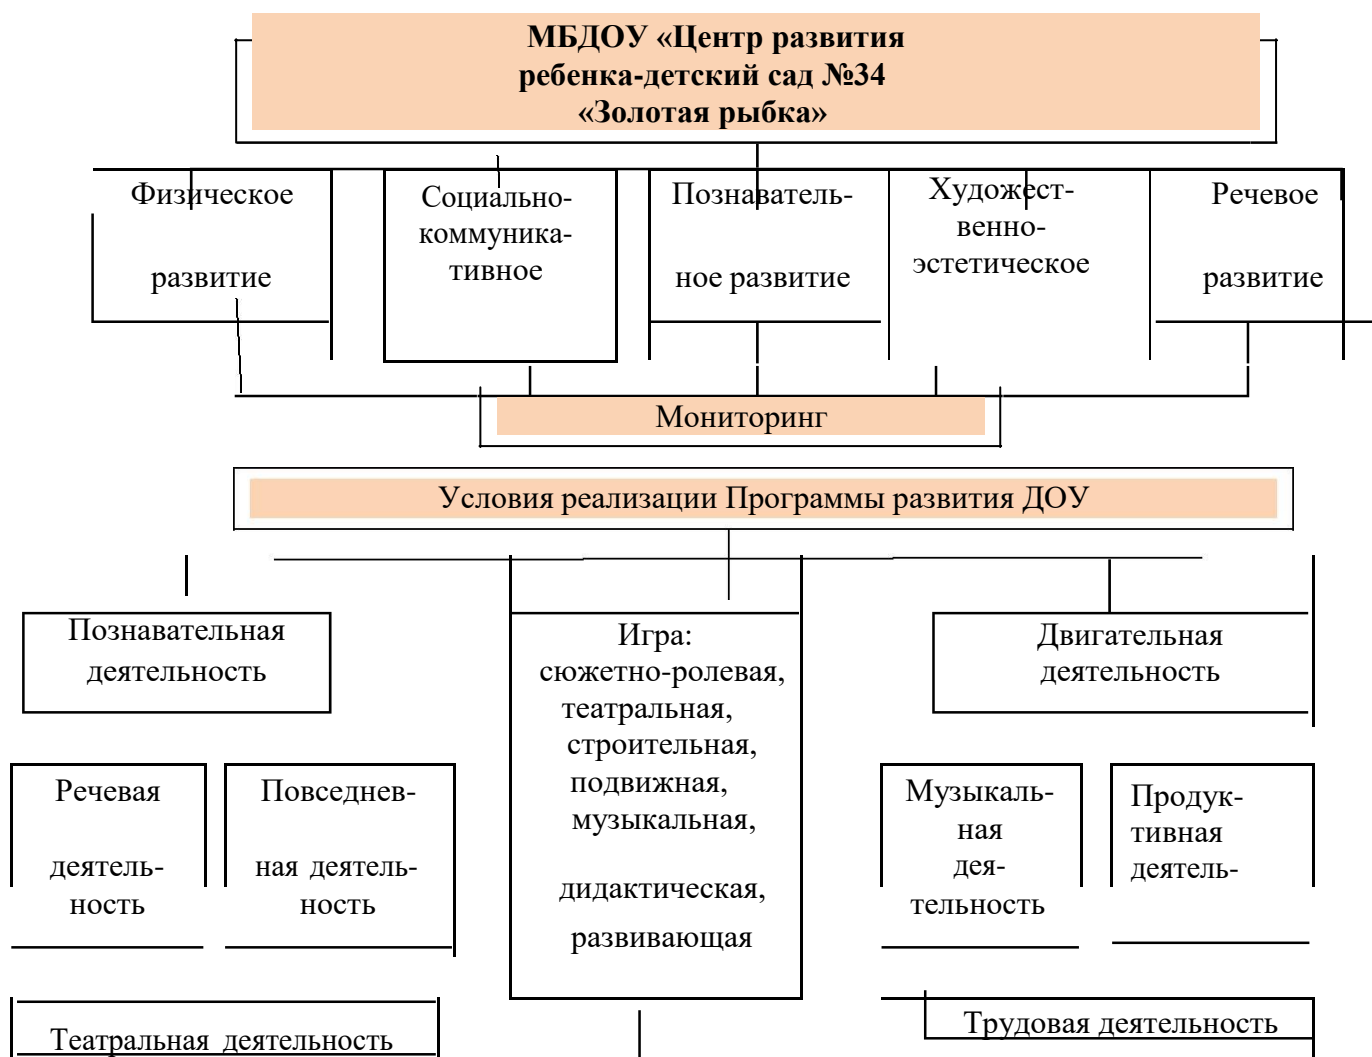 МБДОУ «Центр развития
ребенка-детский сад №34
«Золотая рыбка»
Физическое
развитие
Социально-
коммуника-
тивное
Познаватель-
ное развитие
Художест-
венно-
эстетическое
Речевое
развитие
Мониторинг
Условия реализации Программы развития ДОУ
Познавательная
деятельность
Игра:
сюжетно-ролевая,
театральная,
строительная,
подвижная,
музыкальная,
дидактическая,
развивающая
Двигательная
деятельность
Речевая
деятель-
ность
Повседнев-
ная деятель-
ность
Музыкаль-
ная
дея-
тельность
Продук-
тивная
деятель-
Театральная деятельность
Трудовая деятельность